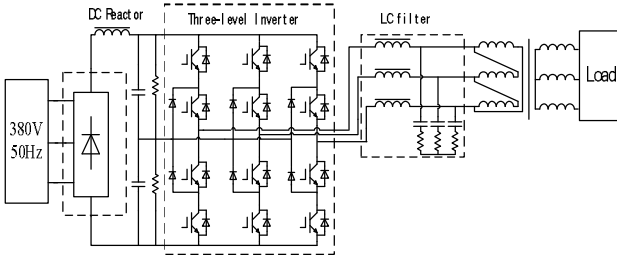 DC Reactor
Three-level Inverter
LC filter
380V
50Hz
Load